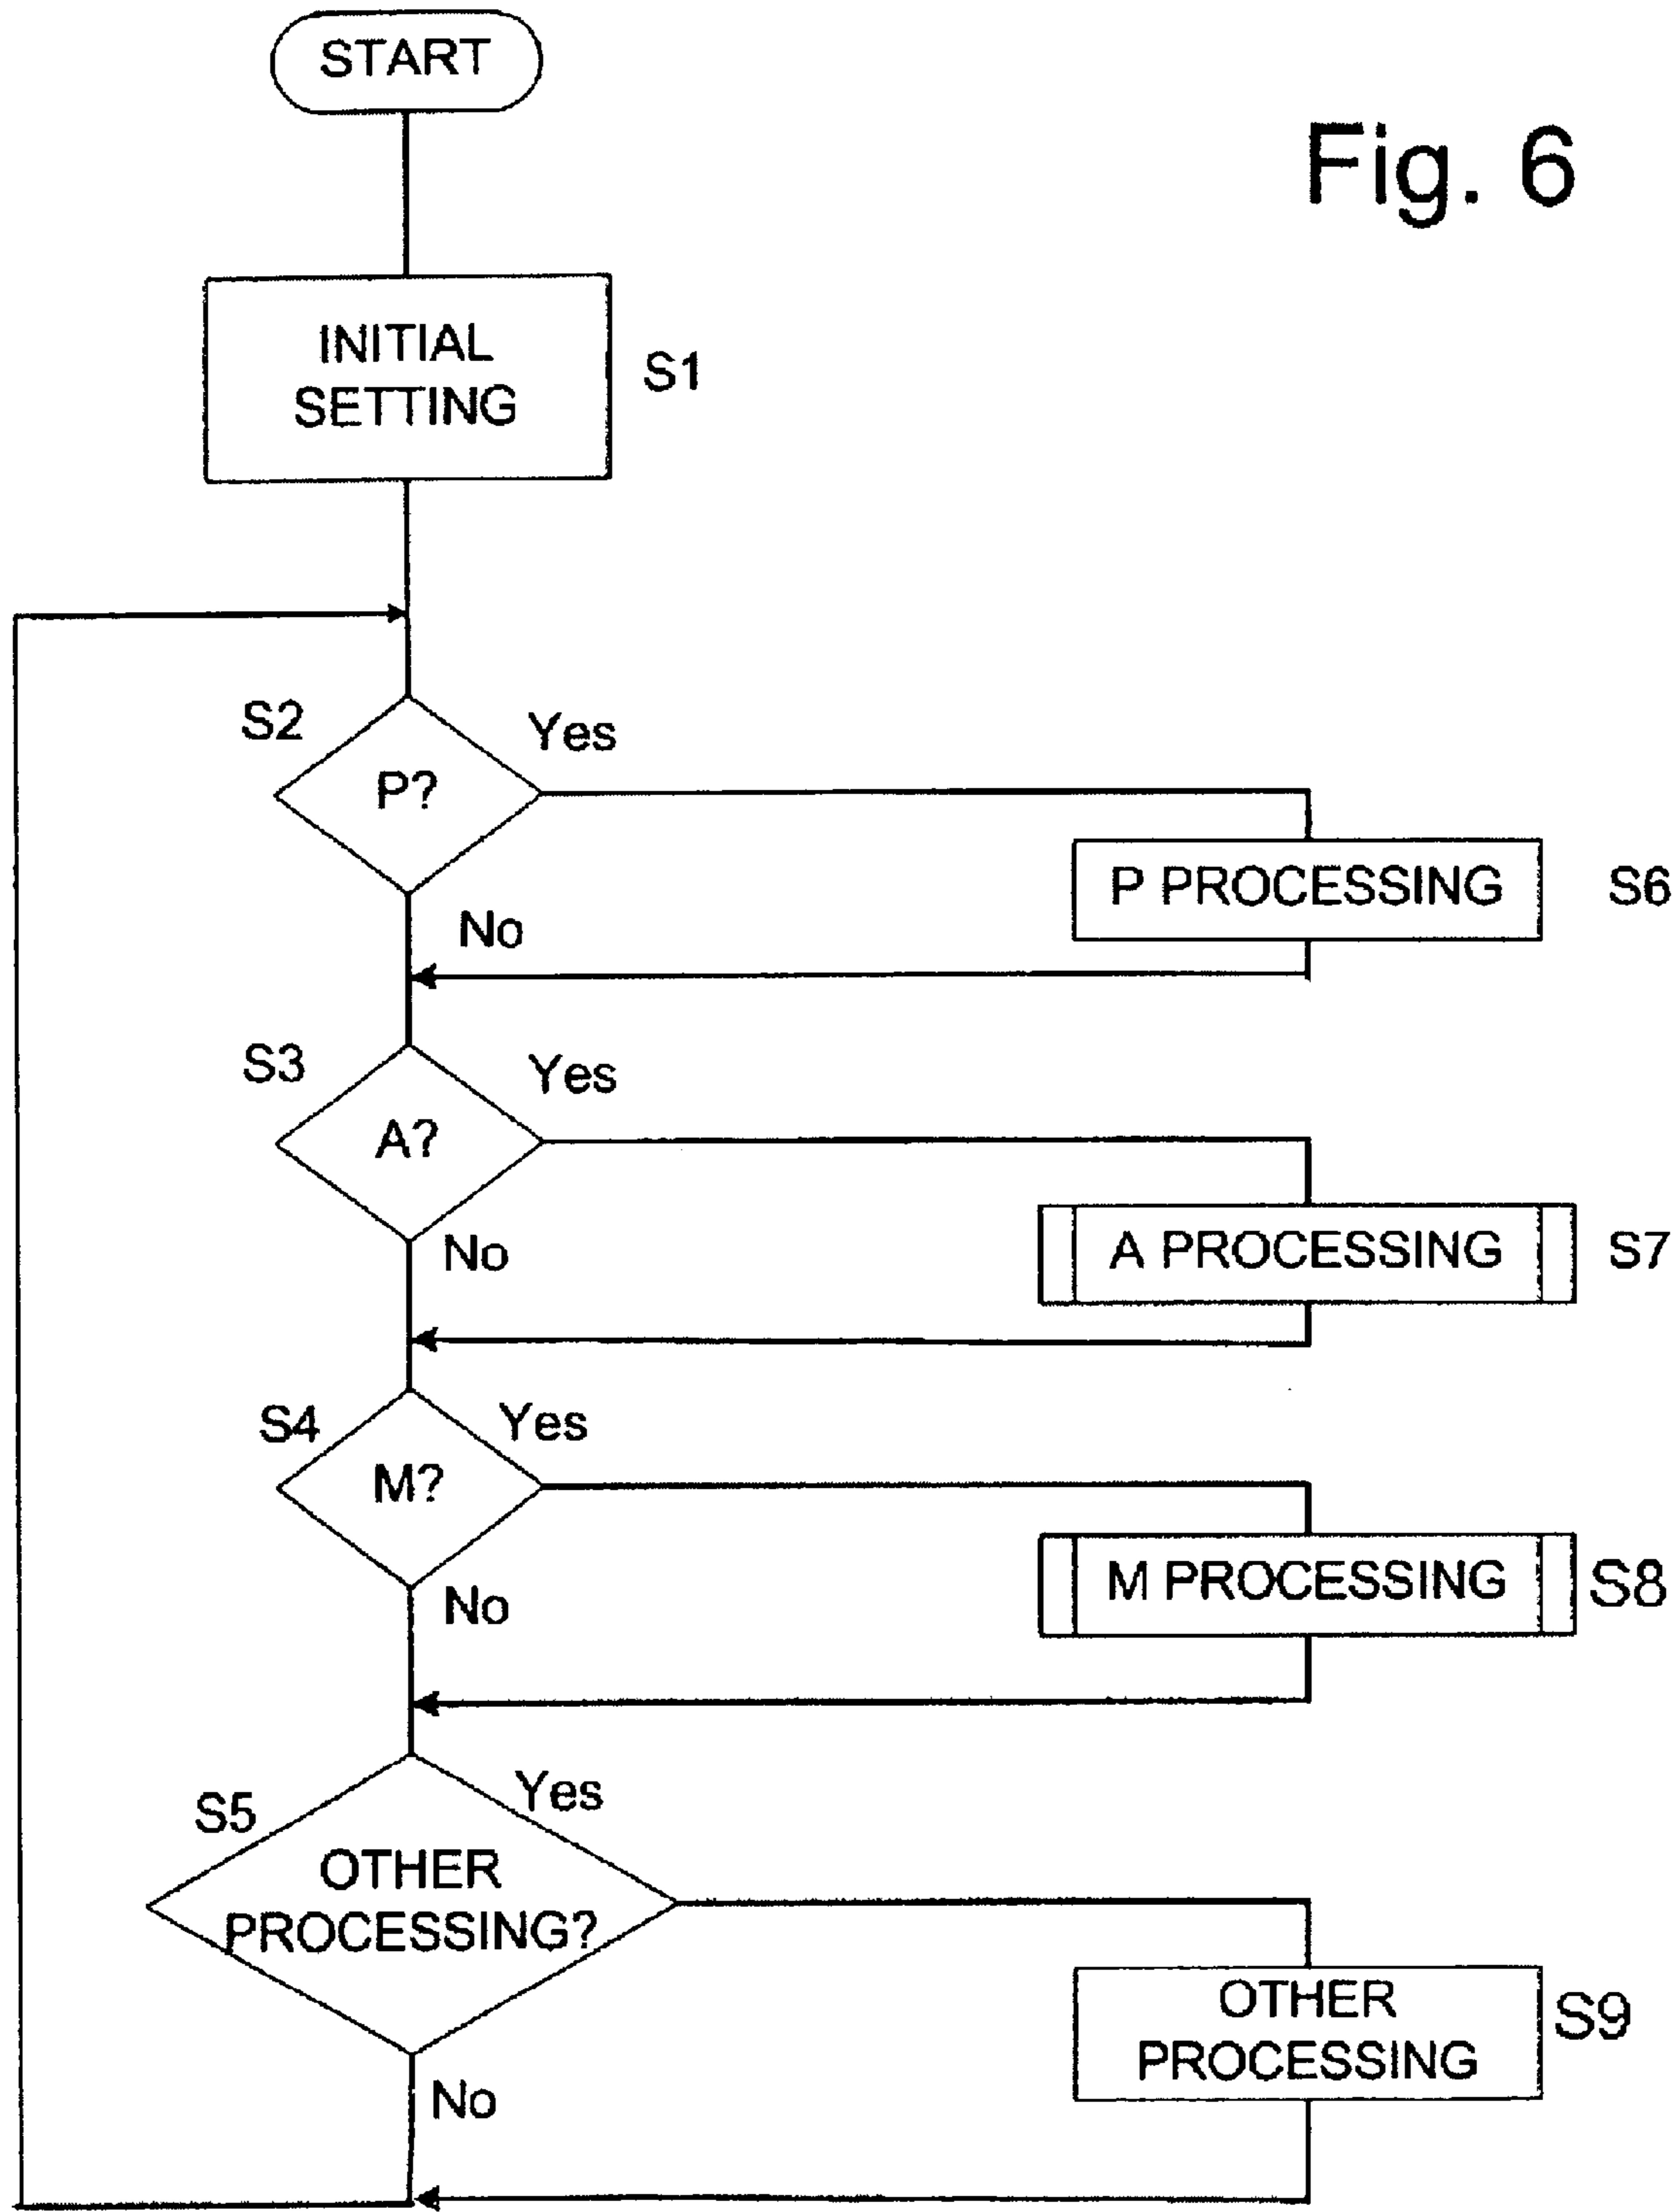 START
Fig. 6
INITIAL
SETTING
S1
S2
Yes
P?
P PROCESSING
S6
No
S3
Yes
A?
No
A PROCESSING
S7
S4
Yes
M?
No
M PROCESSING
S8
S5
Yes
OTHER
PROCESSING?
OTHER
PROCESSING
S9
No